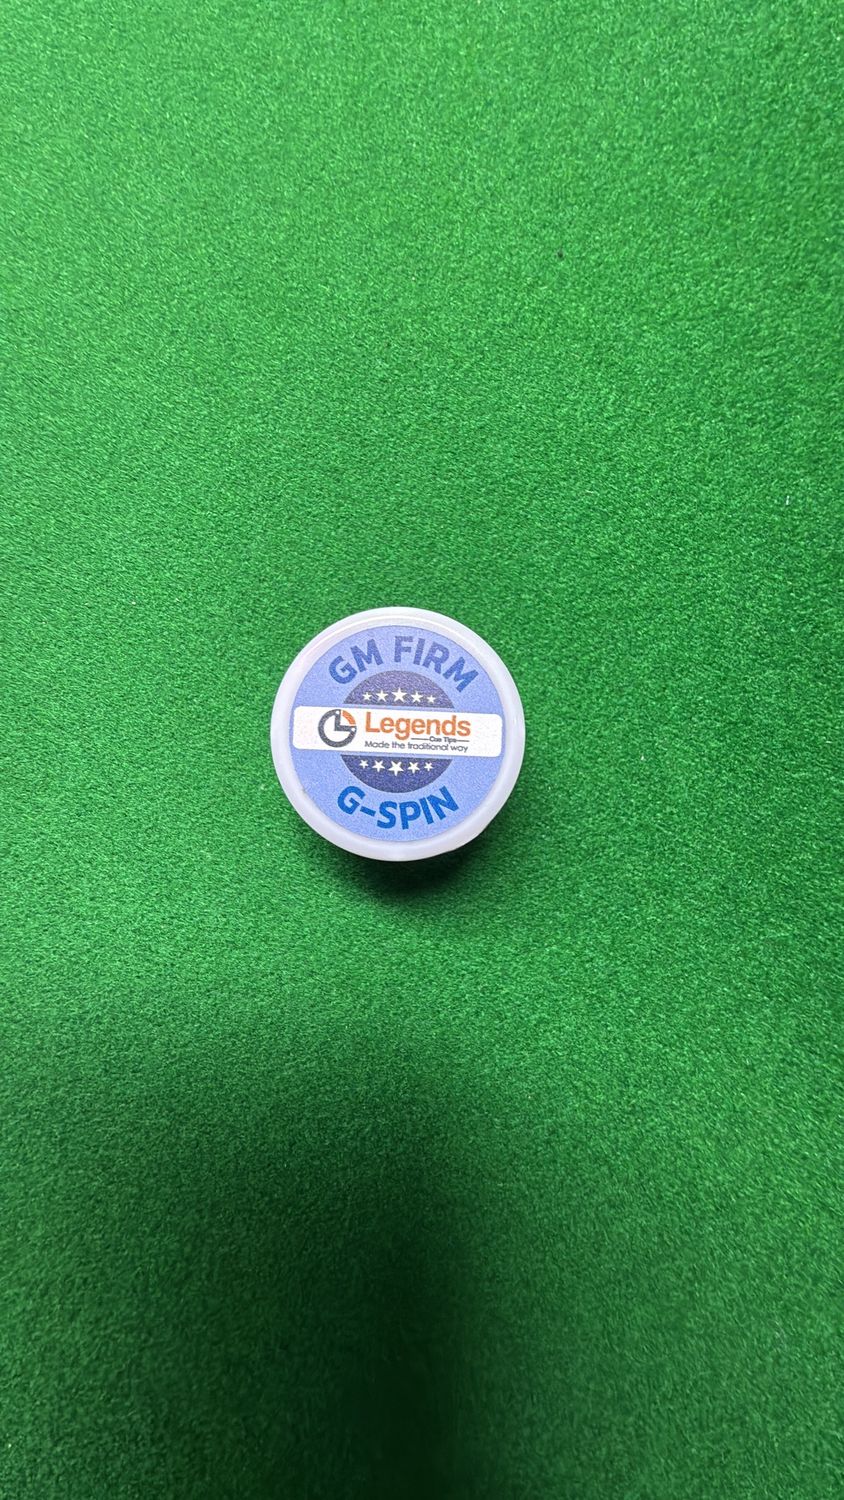 GM FIRM
Legends
Cue Tips
Made the traditional way
G-SPIN